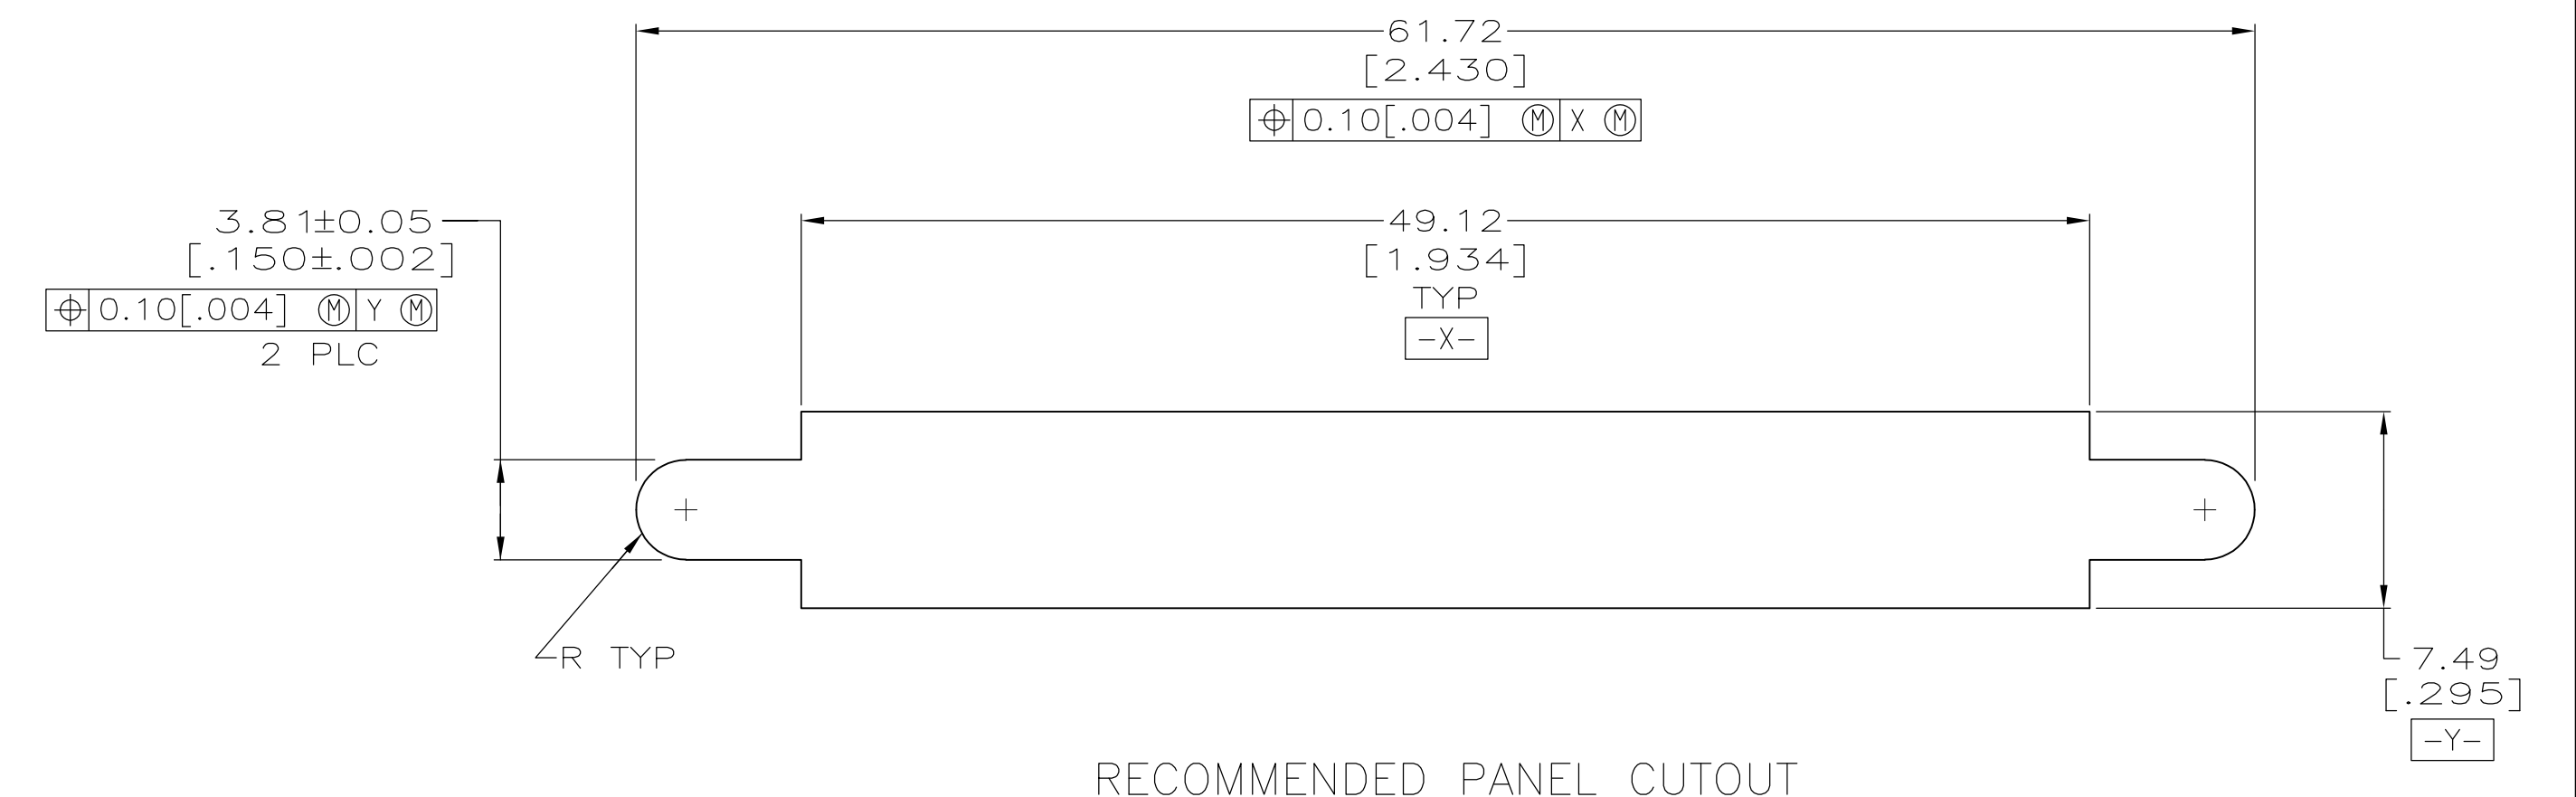 61.72
[2.430]
⌖ 0.10[.004] Ⓜ X Ⓜ
3.81±0.05
[.150±.002]
⌖ 0.10[.004] Ⓜ Y Ⓜ
2 PLC
49.12
[1.934]
TYP
-X-
R TYP
7.49
[.295]
-Y-
RECOMMENDED PANEL CUTOUT